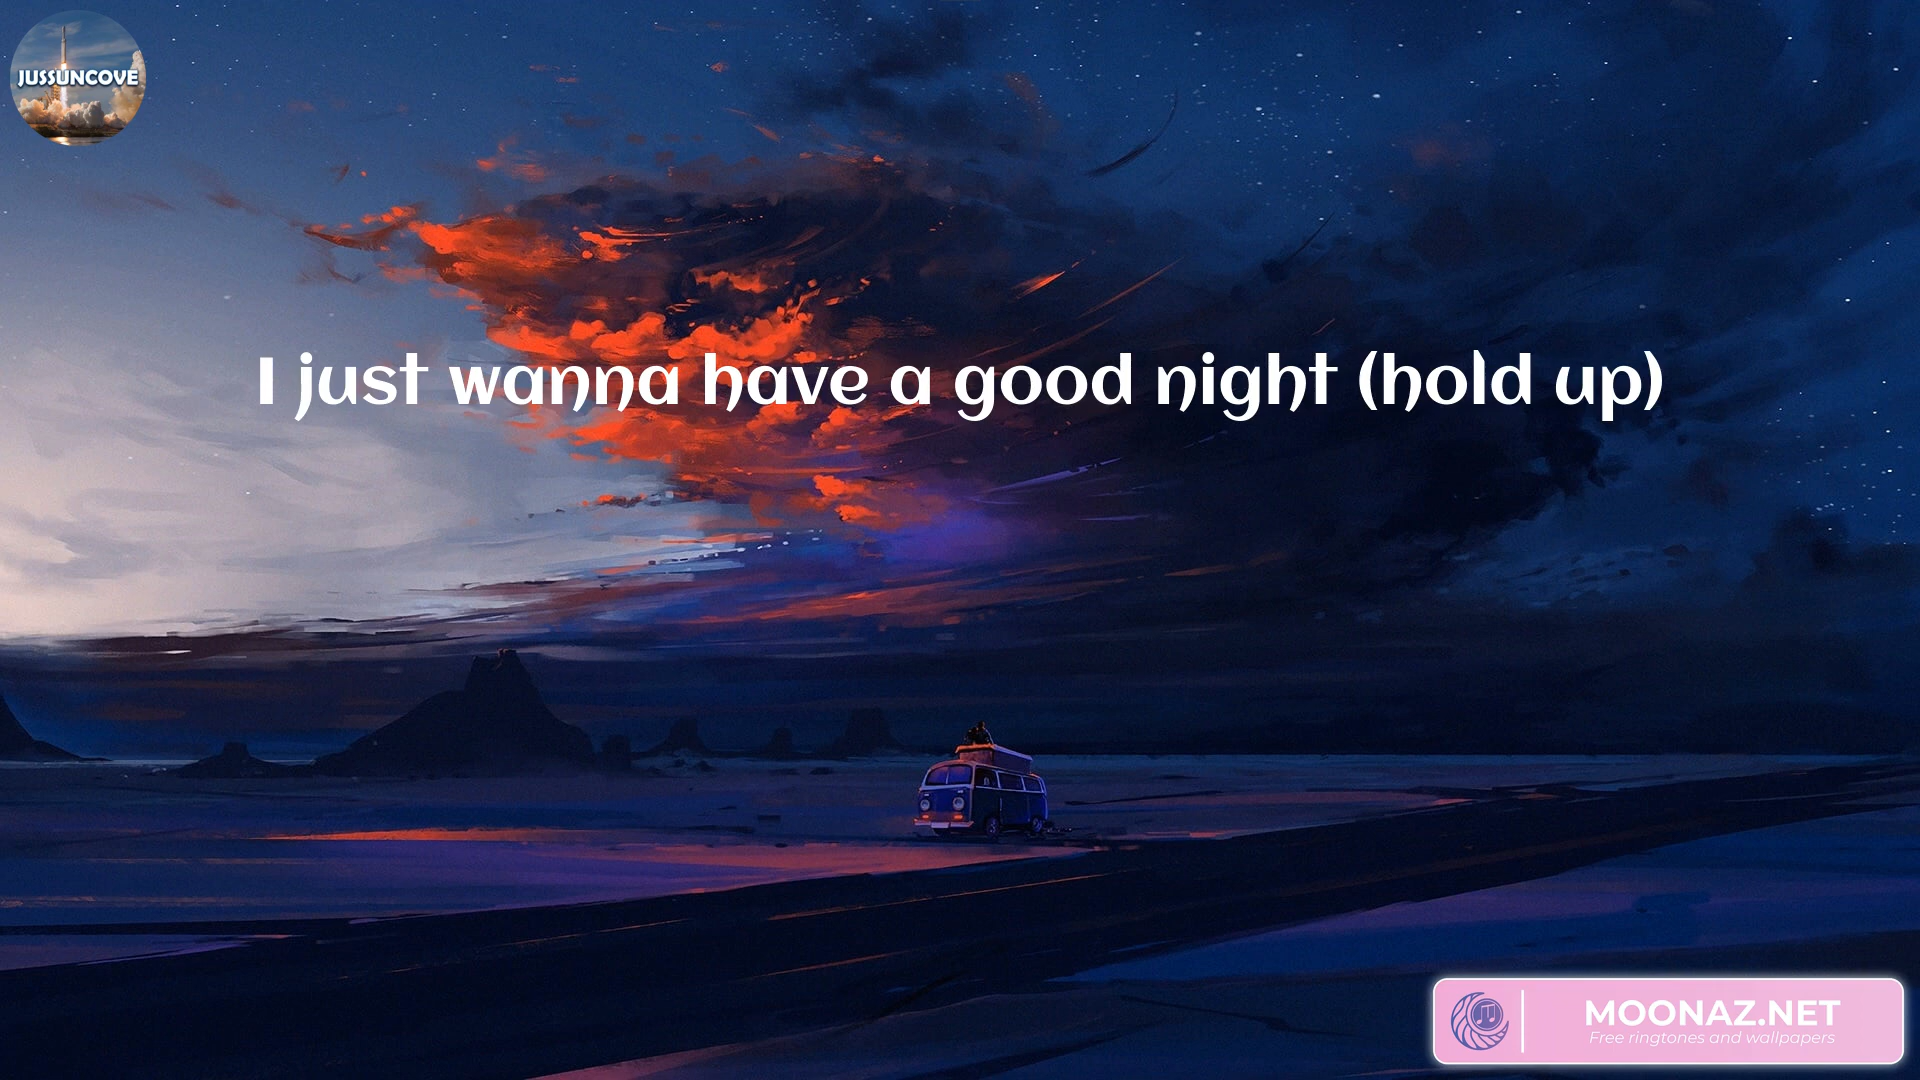 JUSSUNCOVE
I just wanna have a good night (hold up)
MOONAZ.NET
Free ringtones and wallpapers